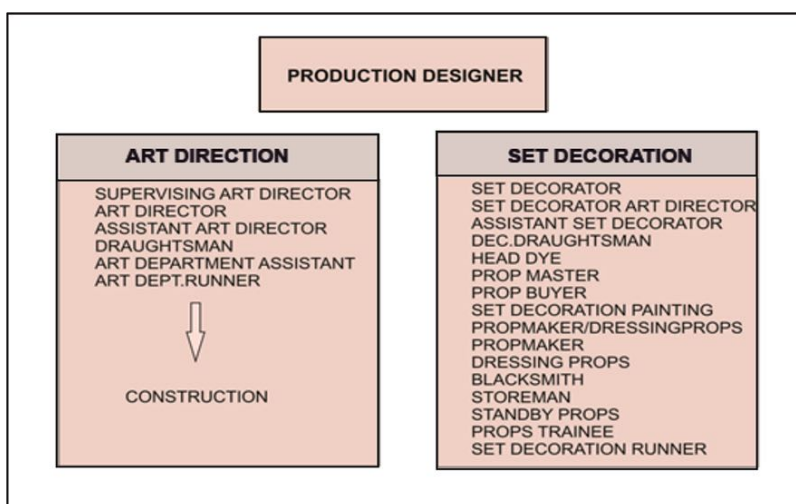 PRODUCTION DESIGNER
ART DIRECTION
SUPERVISING ART DIRECTOR
ART DIRECTOR
ASSISTANT ART DIRECTOR
DRAUGHTSMAN
ART DEPARTMENT ASSISTANT
ART DEPT.RUNNER
CONSTRUCTION
SET DECORATION
SET DECORATOR
SET DECORATOR ART DIRECTOR
ASSISTANT SET DECORATOR
DEC.DRAUGHTSMAN
HEAD DYE
PROP MASTER
PROP BUYER
SET DECORATION PAINTING
PROPMAKER/DRESSINGPROPS
PROPMAKER
DRESSING PROPS
BLACKSMITH
STOREMAN
STANDBY PROPS
PROPS TRAINEE
SET DECORATION RUNNER